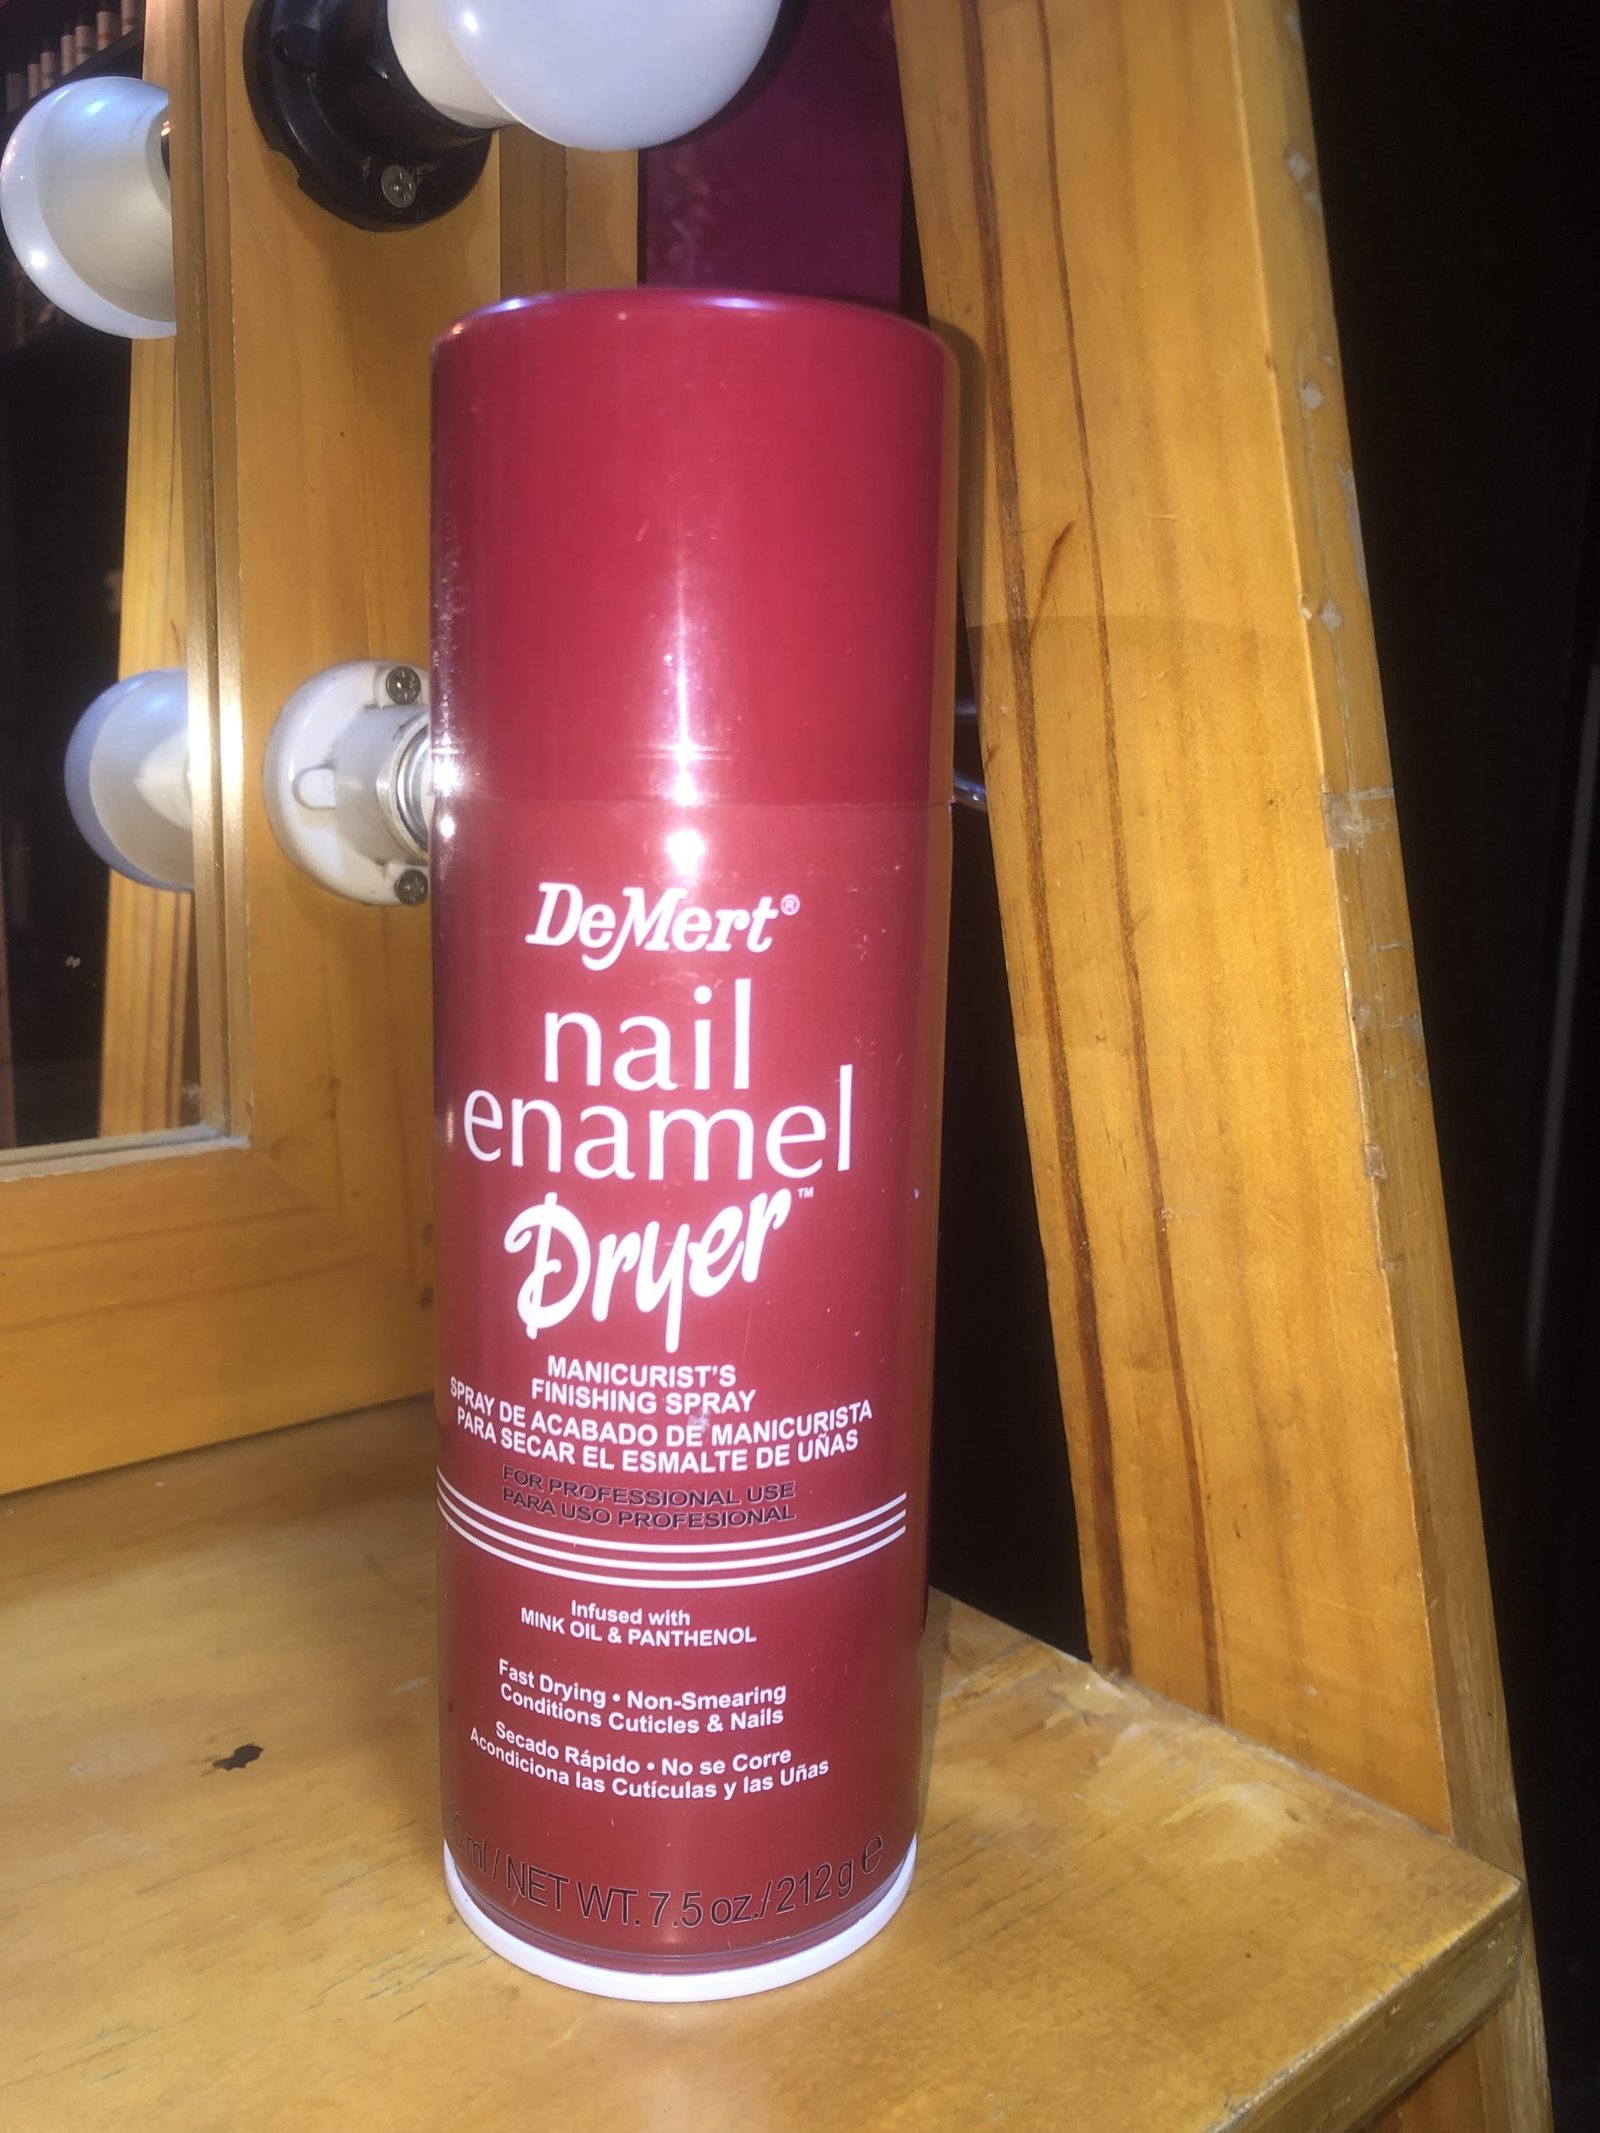 DeMert®
nail
enamel
Dryer™
MANICURIST'S
FINISHING SPRAY
SPRAY DE ACABADO DE MANICURISTA
PARA SECAR EL ESMALTE DE UÑAS
FOR PROFESSIONAL USE
PARA USO PROFESIONAL
Infused with
MINK OIL & PANTHENOL
Fast Drying • Non-Smearing
Conditions Cuticles & Nails
Secado Rápido • No se Corre
Acondiciona las Cutículas y las Uñas
ml / NET WT. 7.5 oz./212g e